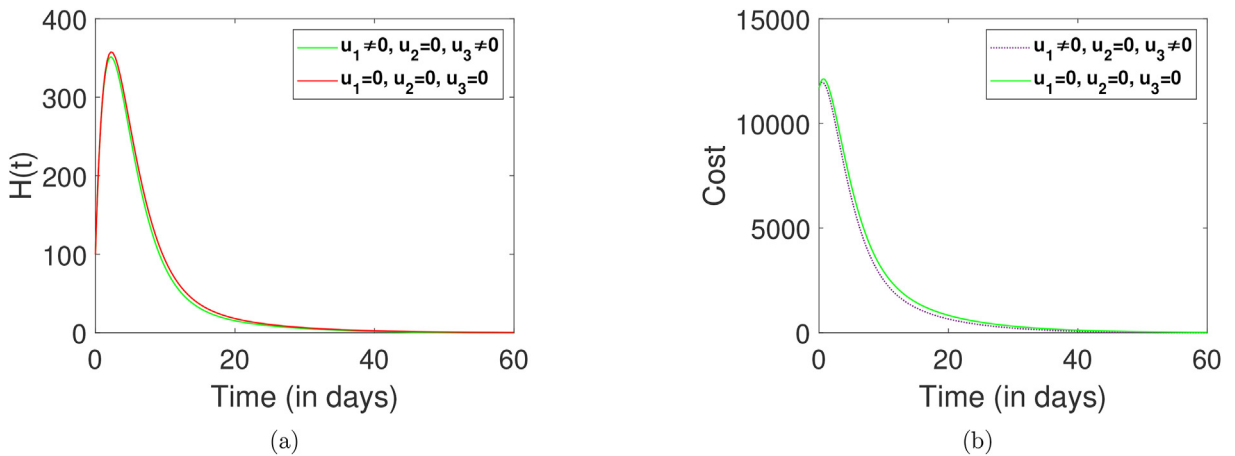 400
300
200
100
0
H(t)
0 20 40 60
Time (in days)
u1≠0, u2=0, u3≠0
u1=0, u2=0, u3=0
(a)
15000
10000
5000
0
Cost
0 20 40 60
Time (in days)
u1≠0, u2=0, u3≠0
u1=0, u2=0, u3=0
(b)